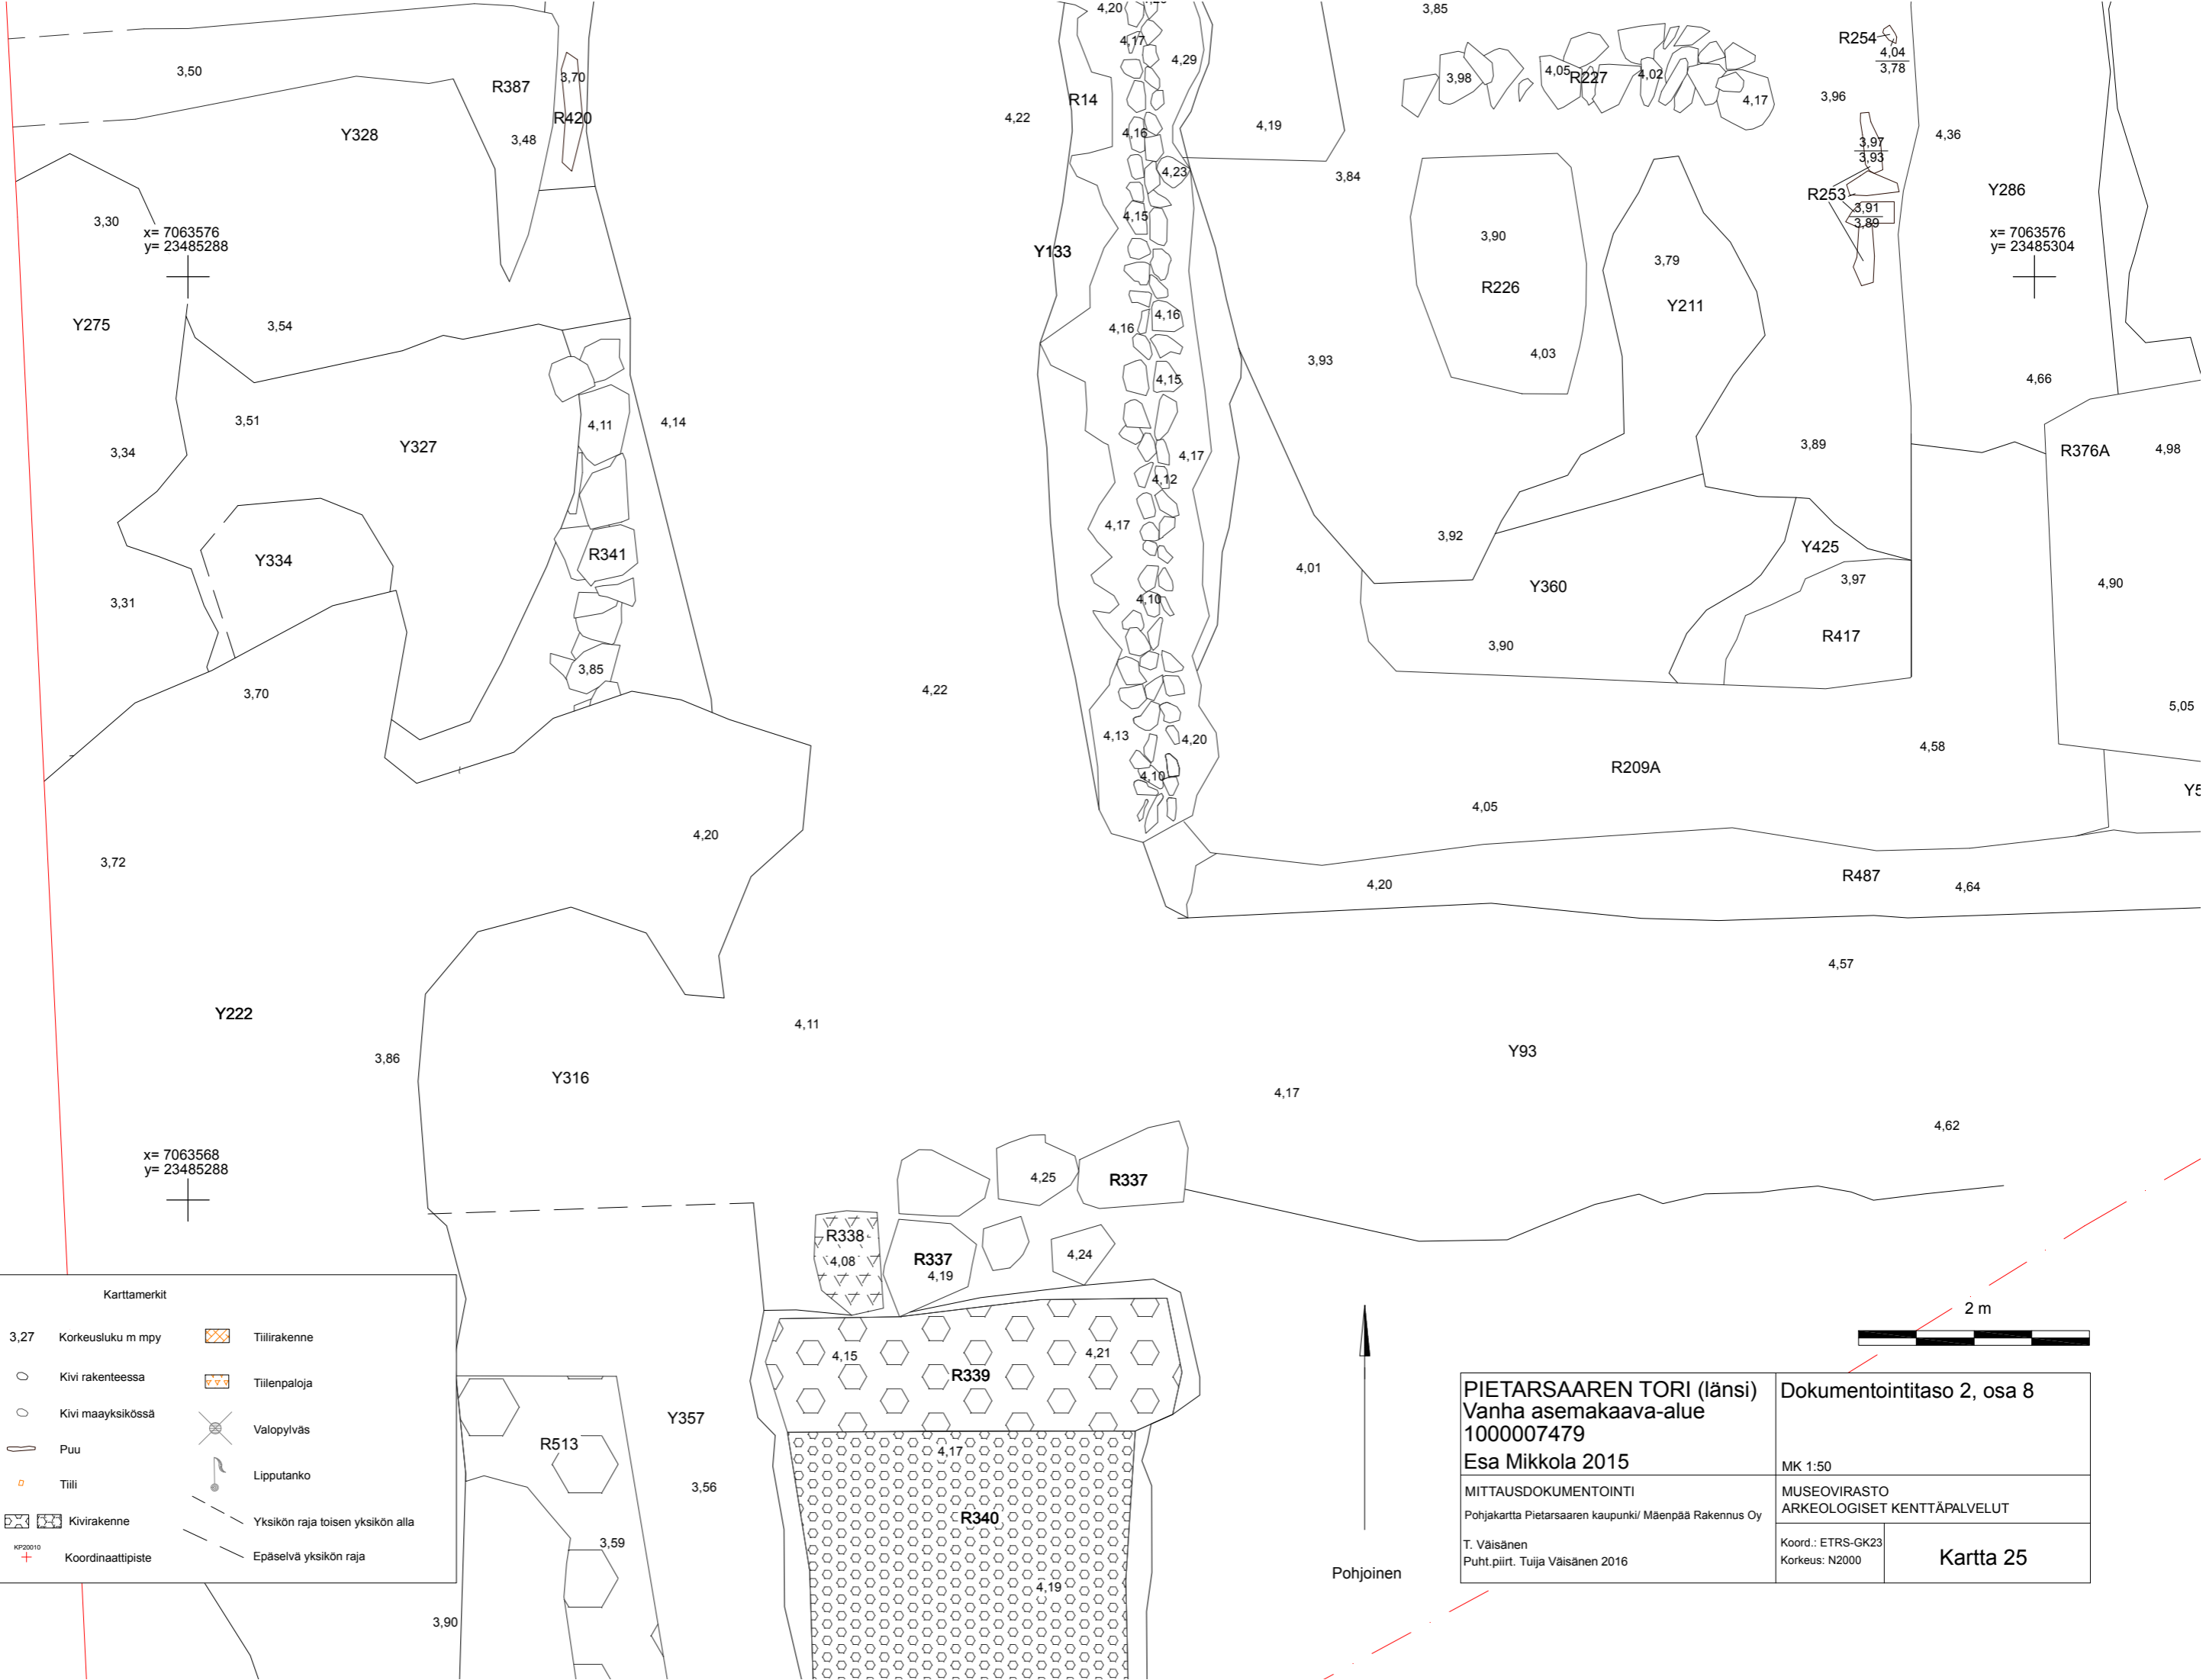 4,20
3,85
R254
4,04
3,78
4,17
4,29
3,50
R387
3,70
3,98
4,05
R227
4,02
4,17
3,96
R14
R420
4,22
4,19
4,16
4,36
Y328
3,48
3,97
3,93
3,84
4,23
R253
Y286
3,91
3,89
3,30
x= 7063576
y= 23485288
4,15
3,90
x= 7063576
y= 23485304
Y133
3,79
R226
Y211
Y275
3,54
4,16
4,16
3,93
4,03
4,15
4,66
3,51
4,11
4,14
Y327
3,34
4,17
3,89
R376A
4,98
4,12
4,17
3,92
Y334
R341
Y425
4,01
3,97
Y360
4,90
3,31
4,10
R417
3,90
3,85
3,70
4,22
5,05
4,13
4,20
4,58
R209A
4,10
4,05
4,20
3,72
R487
4,20
4,64
4,57
Y222
4,11
3,86
Y316
Y93
4,17
4,62
x= 7063568
y= 23485288
4,25
R337
R338
4,08
R337
4,19
4,24
4,15
4,21
R339
Y357
R513
4,17
3,56
R340
3,59
4,19
3,90
Karttamerkit
3,27 Korkeusluku m mpy
Tiilirakenne
Kivi rakenteessa
Tiilenpaloja
Kivi maayksikössä
Valopylväs
Puu
Lipputanko
Tiili
Kivirakenne
Yksikön raja toisen yksikön alla
KP20010
Koordinaattipiste
Epäselvä yksikön raja
Pohjoinen
2 m
PIETARSAAREN TORI (länsi)
Vanha asemakaava-alue
1000007479
Esa Mikkola 2015
Dokumentointitaso 2, osa 8
MK 1:50
MITTAUSDOKUMENTOINTI
Pohjakartta Pietarsaaren kaupunki/ Mäenpää Rakennus Oy
T. Väisänen
Puht.piirt. Tuija Väisänen 2016
MUSEOVIRASTO
ARKEOLOGISET KENTTÄPALVELUT
Koord.: ETRS-GK23
Korkeus: N2000
Kartta 25